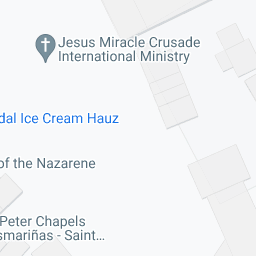 Jesus Miracle Crusade
International Ministry
dal Ice Cream Hauz
of the Nazarene
Peter Chapels
smariñas - Saint...